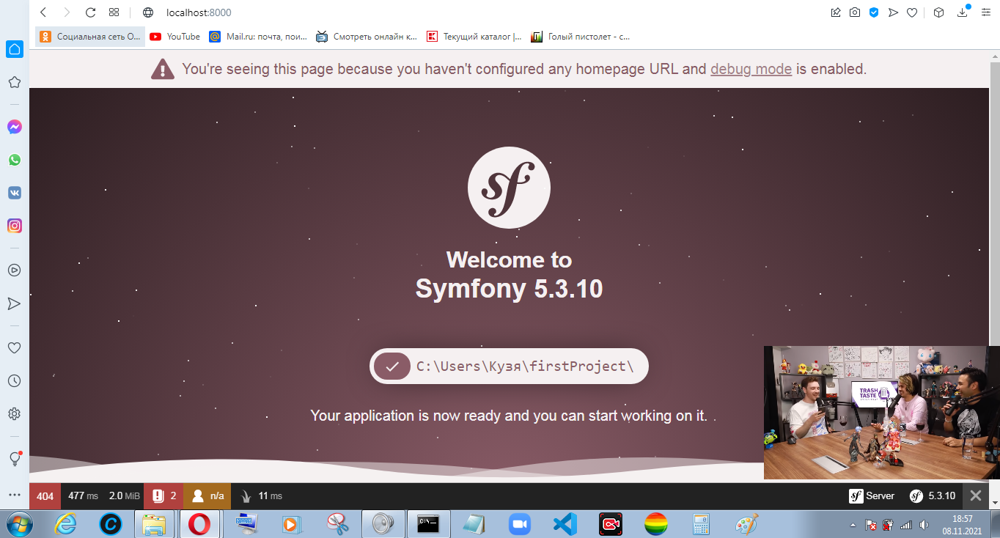 localhost:8000
Социальная сеть О...
YouTube
Mail.ru: почта, пои...
Смотреть онлайн к...
Текущий каталог |...
Голый пистолет - с...
You're seeing this page because you haven't configured any homepage URL and debug mode is enabled.
sf
Welcome to
Symfony 5.3.10
C:\Users\Кузя\firstProject\
Your application is now ready and you can start working on it.
TRASH
TASTE
404
477 ms
2.0 MiB
2
n/a
11 ms
sf Server
sf 5.3.10
18:57
08.11.2021